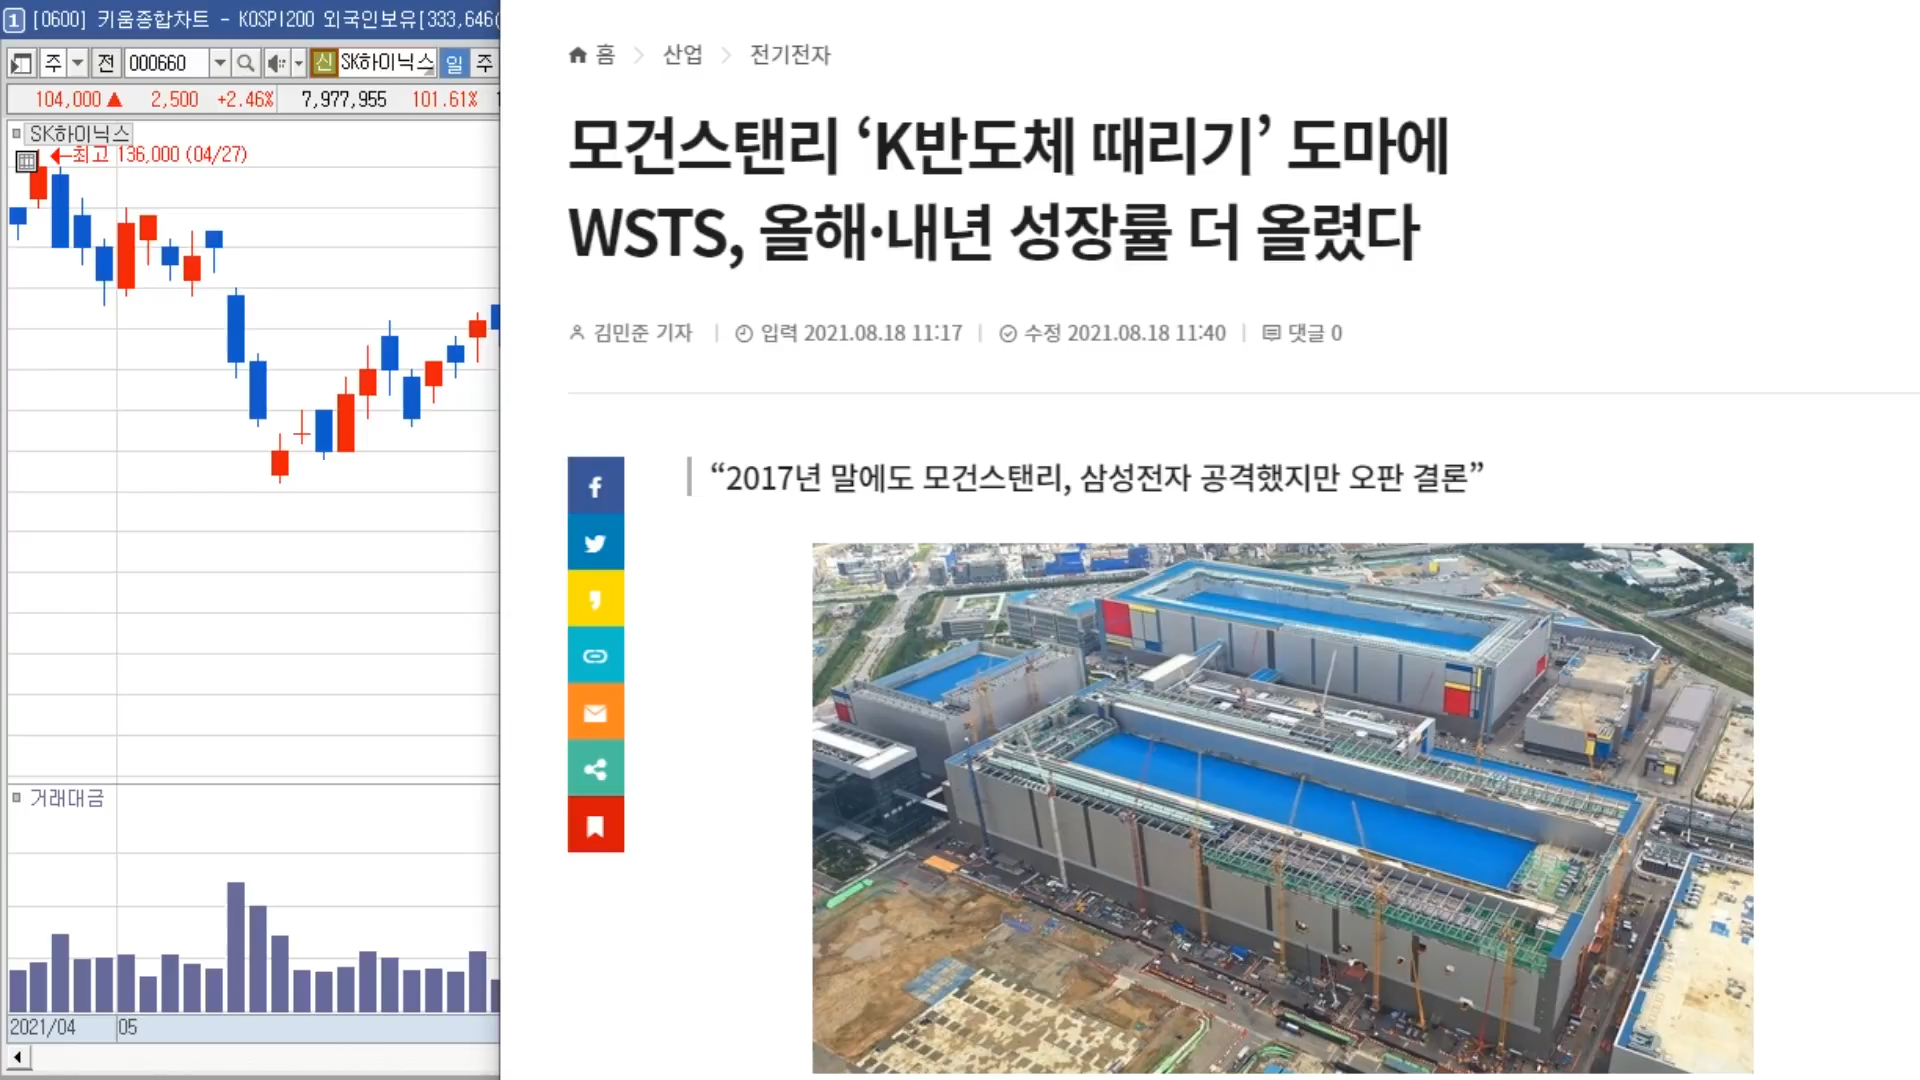 1 [0600] 키움종합차트 - KOSPI200 외국인보유[333,646(
주 전 000660 신 SK하이닉스 일 주
104,000 ▲ 2,500 +2.46% 7,977,955 101.61%
SK하이닉스
←최고 136,000 (04/27)
거래대금
2021/04 05
홈 > 산업 > 전기전자
모건스탠리 ‘K반도체 때리기’ 도마에
WSTS, 올해·내년 성장률 더 올렸다
김민준 기자 | 입력 2021.08.18 11:17 | 수정 2021.08.18 11:40 | 댓글 0
“2017년 말에도 모건스탠리, 삼성전자 공격했지만 오판 결론”